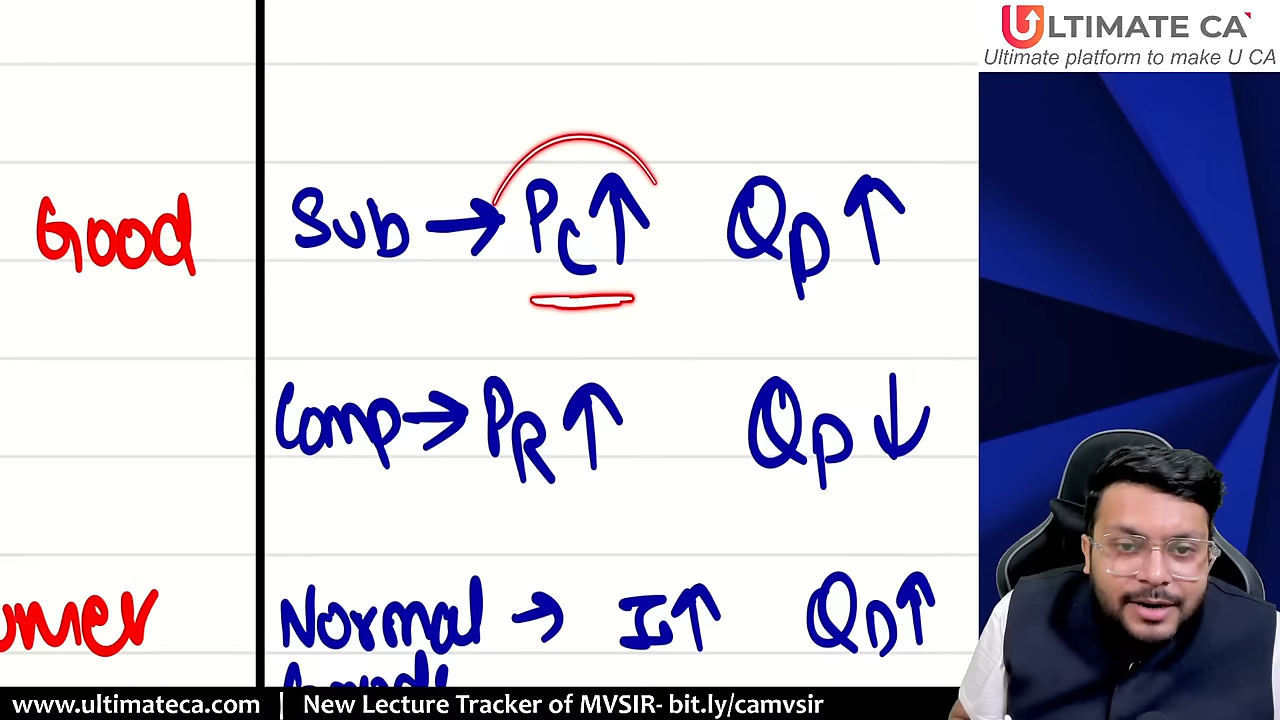 ULTIMATE CA
Ultimate platform to make U CA
Good
Sub → Pc↑ QD↑
Comp → PR↑ QD↓
Normal → I↑ QD↑
www.ultimateca.com | New Lecture Tracker of MVSIR- bit.ly/camvsir